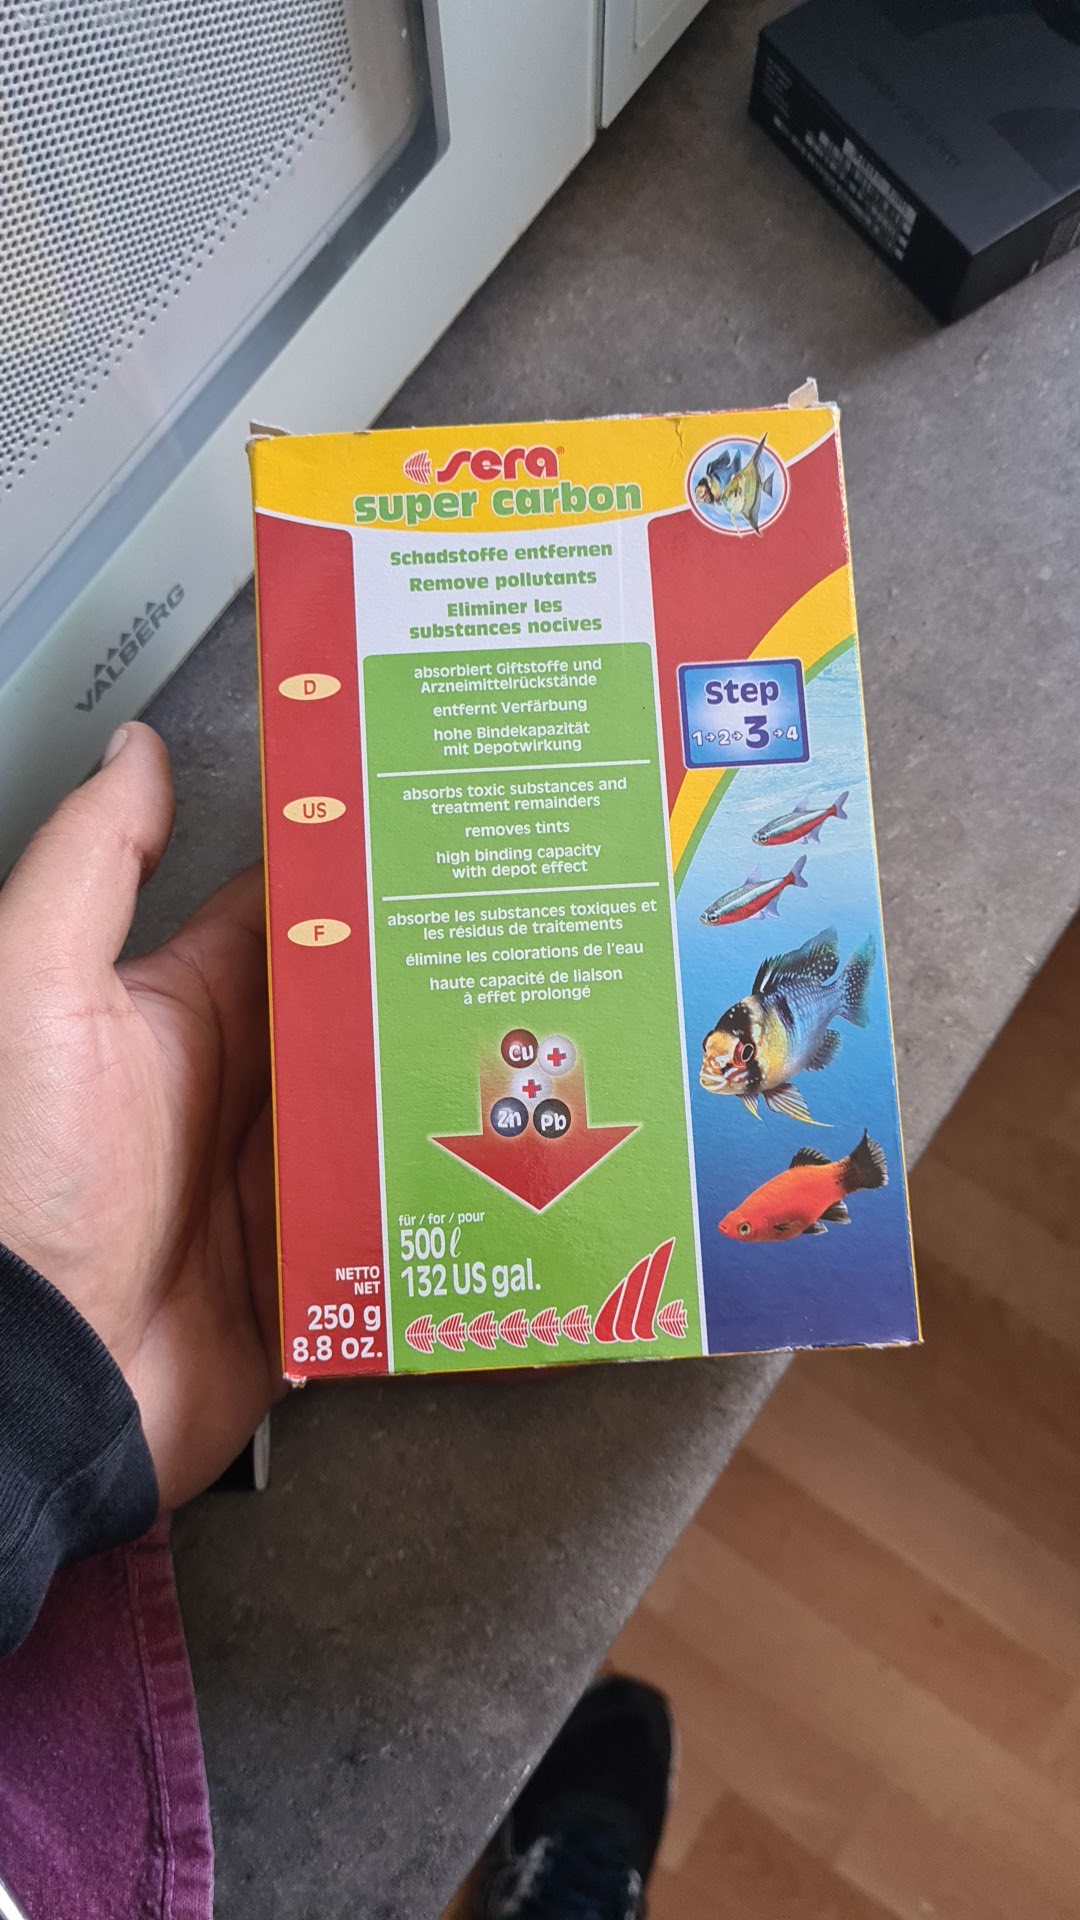 VALBERG
sera®
super carbon
Schadstoffe entfernen
Remove pollutants
Eliminer les
substances nocives
D
absorbiert Giftstoffe und
Arzneimittelrückstände
entfernt Verfärbung
hohe Bindekapazität
mit Depotwirkung
US
absorbs toxic substances and
treatment remainders
removes tints
high binding capacity
with depot effect
F
absorbe les substances toxiques et
les résidus de traitements
élimine les colorations de l'eau
haute capacité de liaison
à effet prolongé
Step
1→2→3→4
Cu +
+
Zn Pb
für / for / pour
500 ℓ
132 US gal.
NETTO
NET
250 g
8.8 oz.